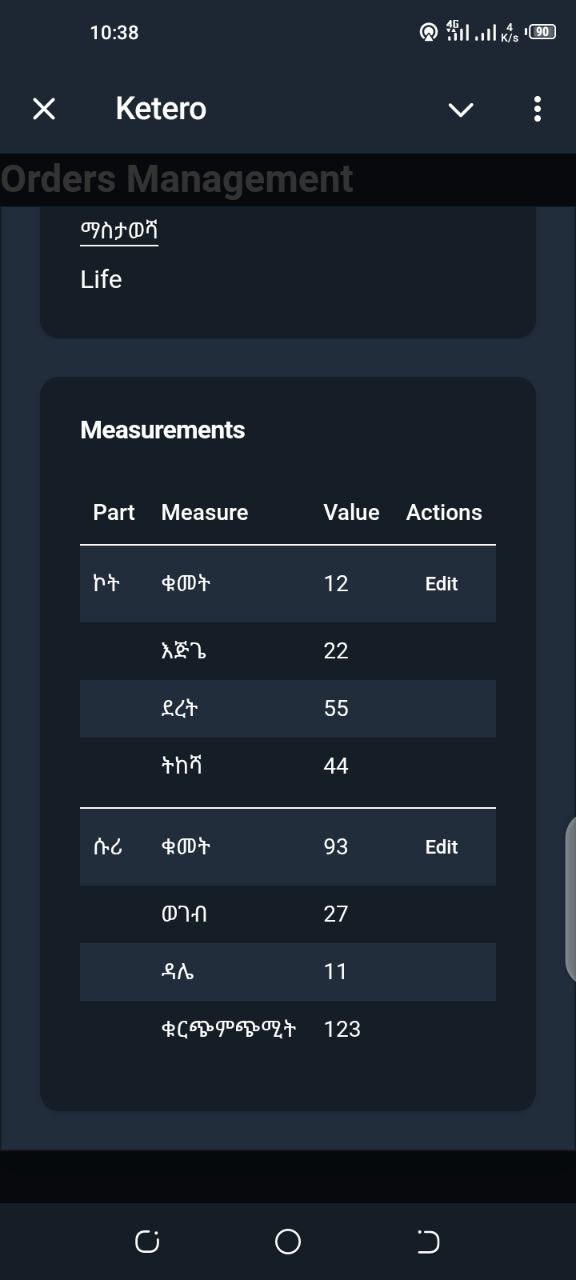 10:38
4G
4 K/s
90
Ketero
Orders Management
ማስታወሻ
Life
Measurements
Part Measure Value Actions
ኮት ቁመት 12 Edit
እጅጌ 22
ደረት 55
ትከሻ 44
ሱሪ ቁመት 93 Edit
ወገብ 27
ዳሌ 11
ቁርጭምጭሚት 123